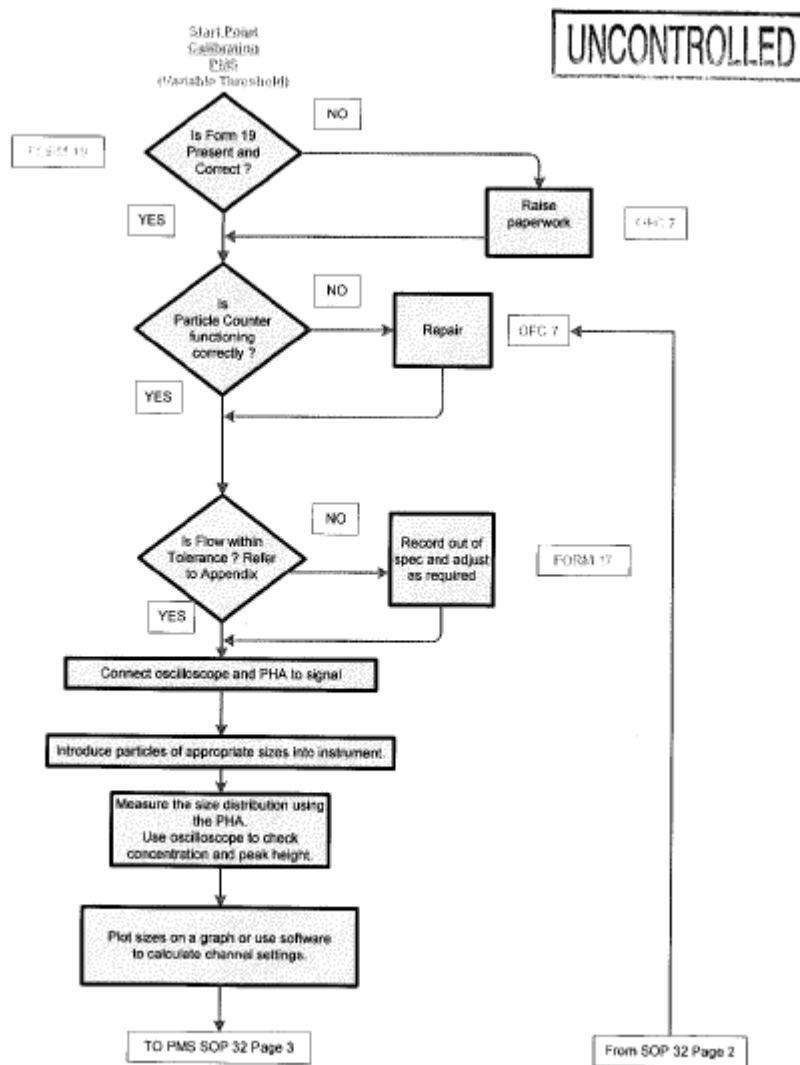 UNCONTROLLED
Start Point
Calibrating
PMS
(Variable Threshold)
NO
Is Form 19
Present and
Correct ?
FORM 19
YES
Raise
paperwork
OFC 7
NO
Is
Particle Counter
functioning
correctly ?
Repair
OFC 7
YES
NO
Is Flow within
Tolerance ? Refer
to Appendix
Record out of
spec and adjust
as required
FORM 17
YES
Connect oscilloscope and PHA to signal
Introduce particles of appropriate sizes into instrument.
Measure the size distribution using
the PHA.
Use oscilloscope to check
concentration and peak height.
Plot sizes on a graph or use software
to calculate channel settings.
TO PMS SOP 32 Page 3
From SOP 32 Page 2